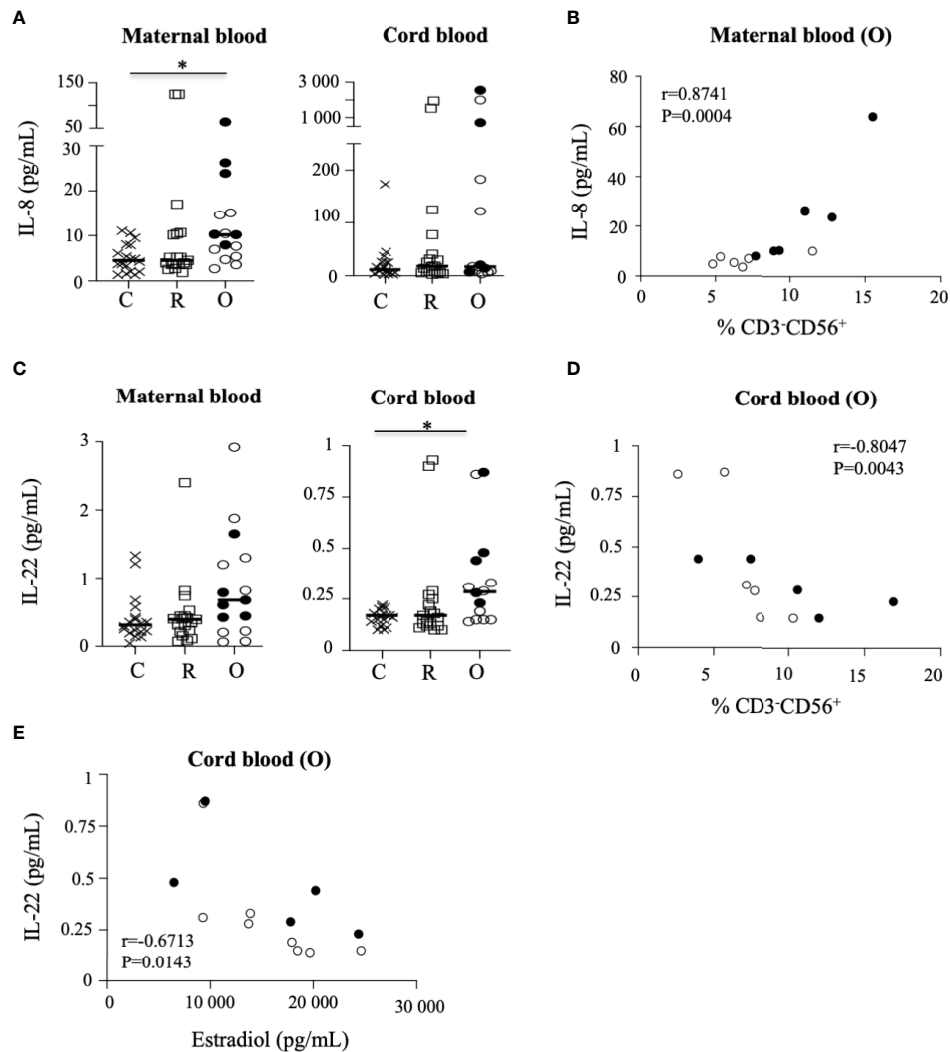 A
Maternal blood
Cord blood
B
Maternal blood (O)
*
IL-8 (pg/mL)
150
50
30
20
10
0
C
R
O
3 000
1 000
200
100
0
C
R
O
IL-8 (pg/mL)
80
60
40
20
0
r=0.8741
P=0.0004
0
5
10
15
20
% CD3⁻CD56⁺
C
Maternal blood
Cord blood
D
Cord blood (O)
*
IL-22 (pg/mL)
3
2
1
0
C
R
O
1
0.75
0.5
0.25
0
C
R
O
IL-22 (pg/mL)
1
0.75
0.5
0.25
0
r=-0.8047
P=0.0043
0
5
10
15
20
% CD3⁻CD56⁺
E
Cord blood (O)
IL-22 (pg/mL)
1
0.75
0.5
0.25
0
r=-0.6713
P=0.0143
0
10 000
20 000
30 000
Estradiol (pg/mL)